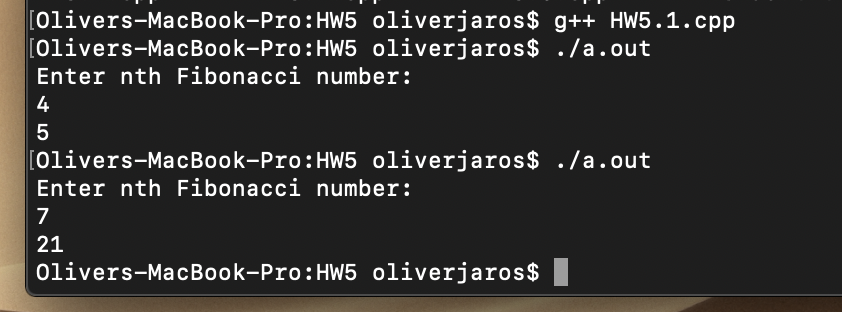 [Olivers-MacBook-Pro:HW5 oliverjaros$ g++ HW5.1.cpp
[Olivers-MacBook-Pro:HW5 oliverjaros$ ./a.out
Enter nth Fibonacci number:
4
5
[Olivers-MacBook-Pro:HW5 oliverjaros$ ./a.out
Enter nth Fibonacci number:
7
21
Olivers-MacBook-Pro:HW5 oliverjaros$